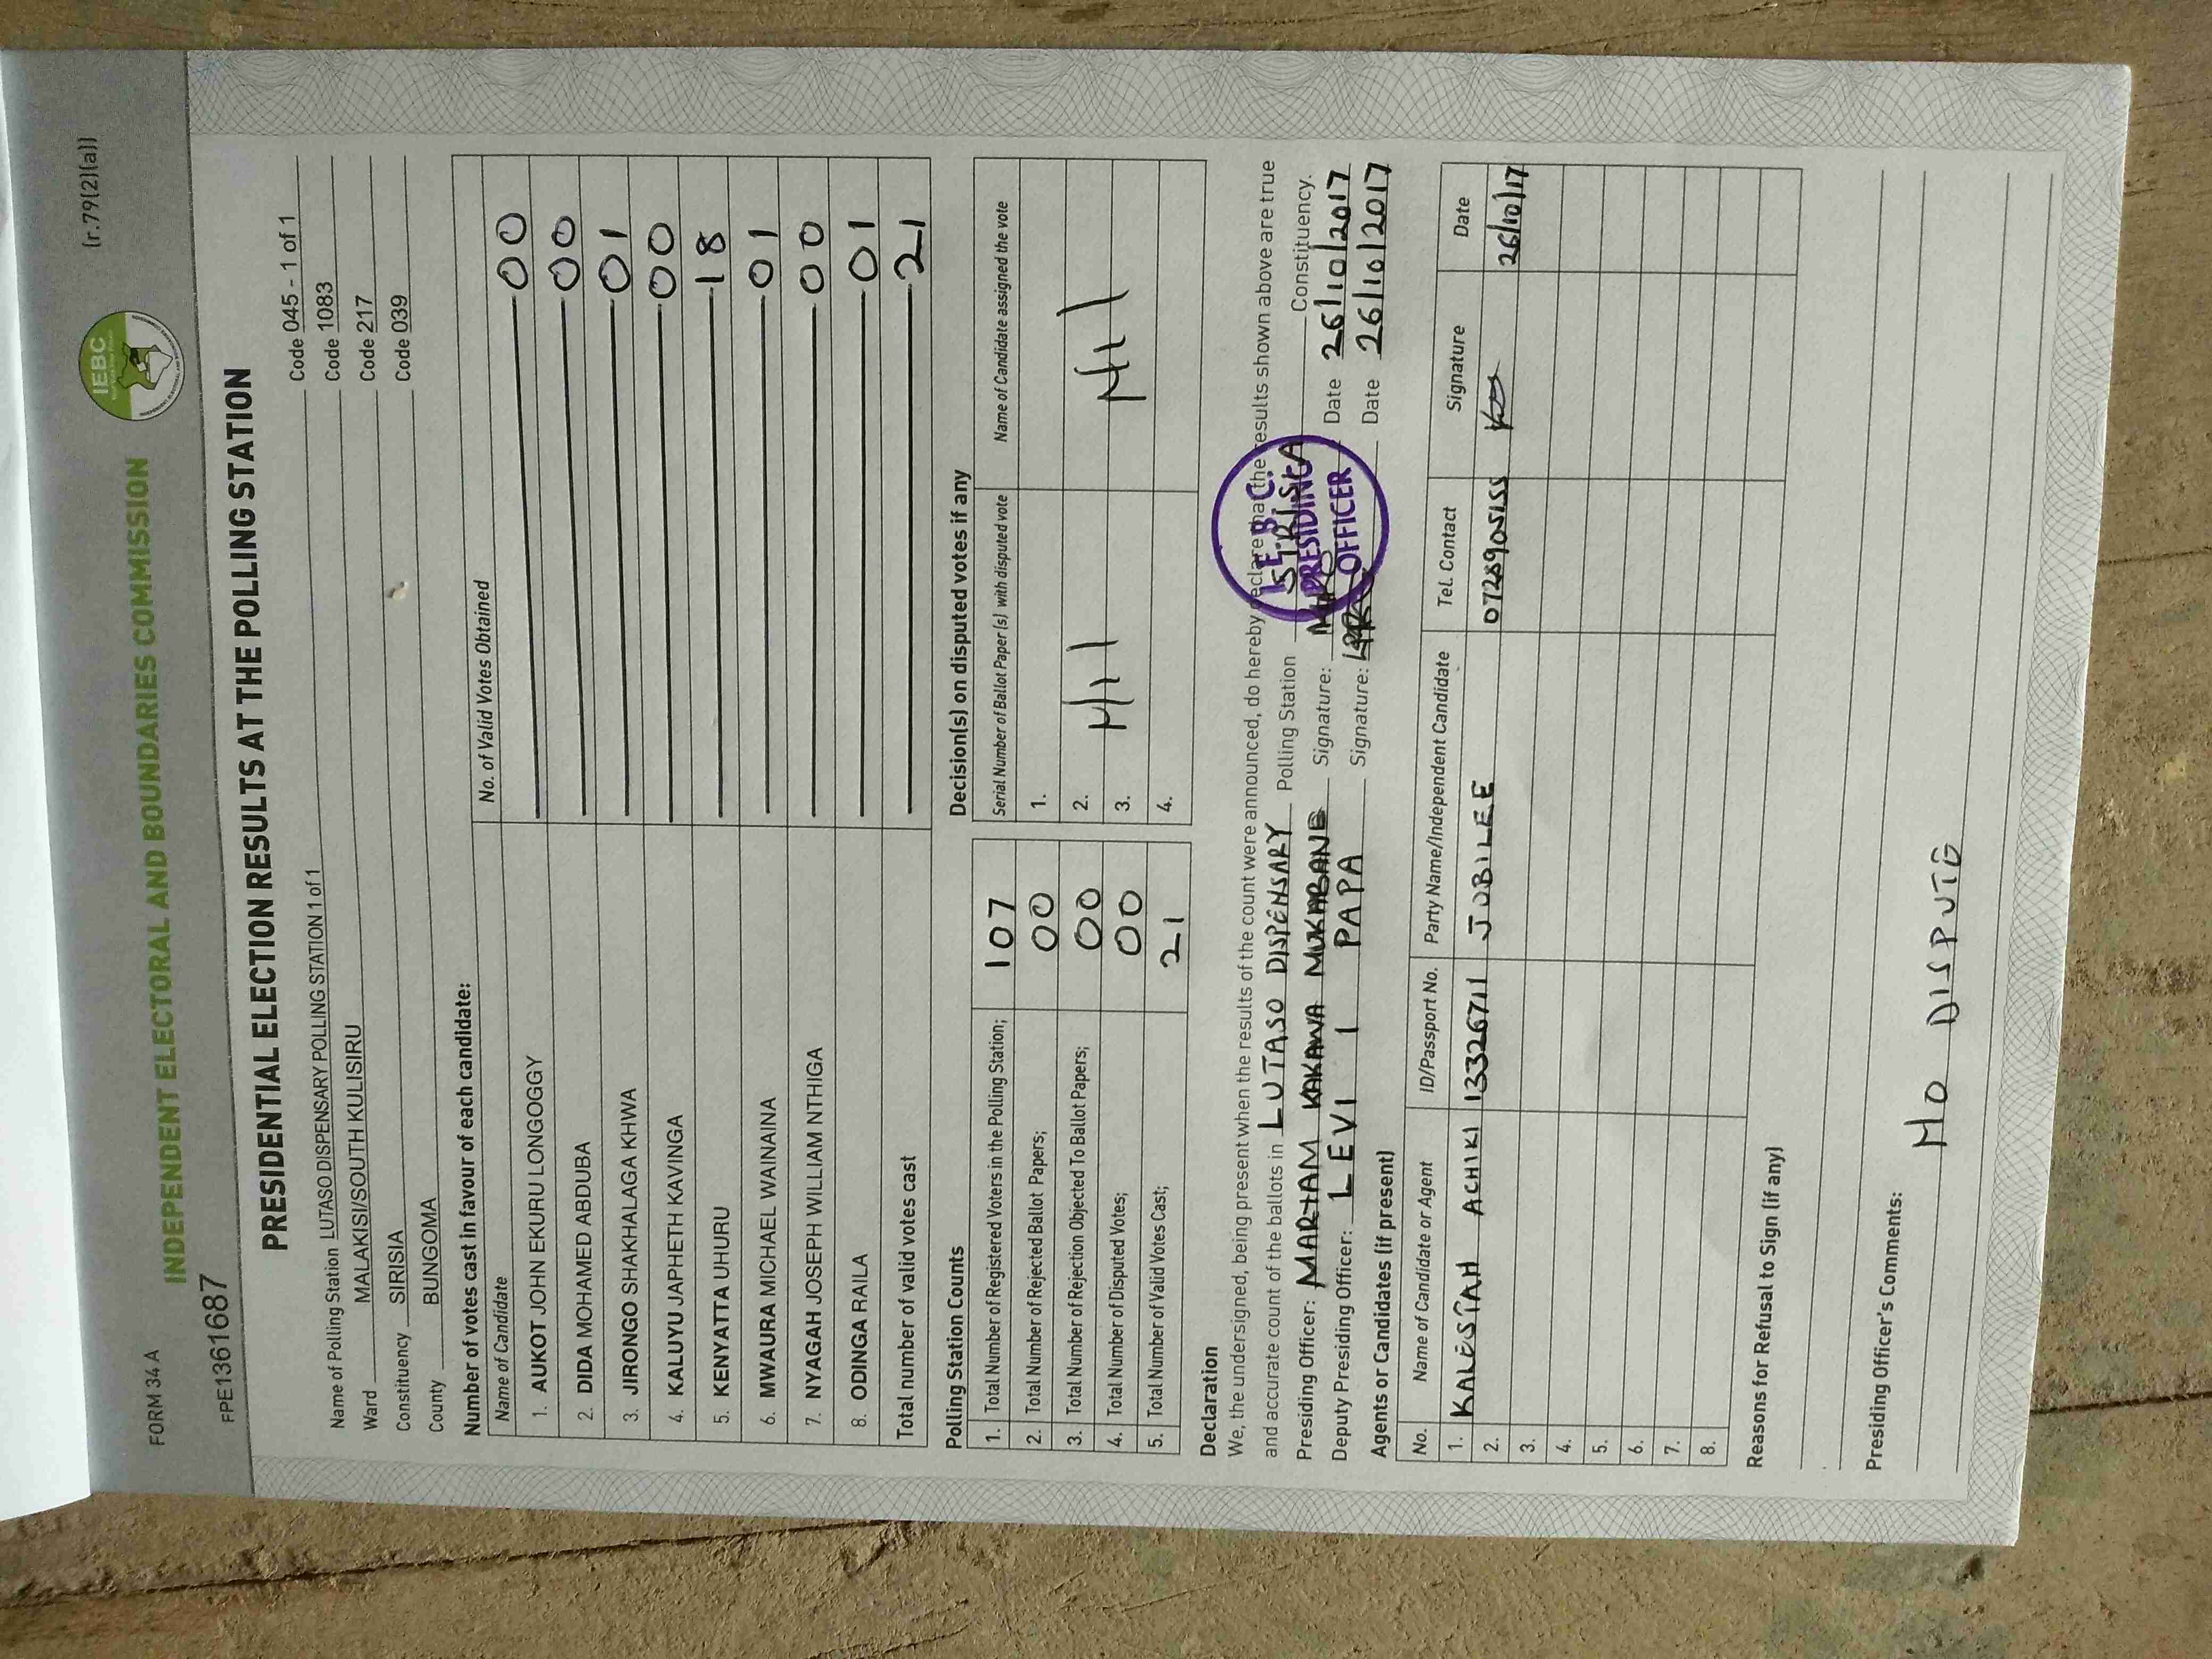 FORM 34 A
(r.79(2)(a))
INDEPENDENT ELECTORAL AND BOUNDARIES COMMISSION
IEBC
FPE1361687
PRESIDENTIAL ELECTION RESULTS AT THE POLLING STATION
Name of Polling Station LUTASO DISPENSARY POLLING STATION 1 of 1 Code 045 - 1 of 1
Ward MALAKISI/SOUTH KULISIRU Code 1083
Constituency SIRISIA Code 217
County BUNGOMA Code 039
Number of votes cast in favour of each candidate:
Name of Candidate No. of Valid Votes Obtained
1. AUKOT JOHN EKURU LONGOGGY 00
2. DIDA MOHAMED ABDUBA 00
3. JIRONGO SHAKHALAGA KHWA 01
4. KALUYU JAPHETH KAVINGA 00
5. KENYATTA UHURU 18
6. MWAURA MICHAEL WAINAINA 01
7. NYAGAH JOSEPH WILLIAM NTHIGA 00
8. ODINGA RAILA 01
Total number of valid votes cast 21
Polling Station Counts
1. Total Number of Registered Voters in the Polling Station; 107
2. Total Number of Rejected Ballot Papers; 00
3. Total Number of Rejection Objected To Ballot Papers; 00
4. Total Number of Disputed Votes; 00
5. Total Number of Valid Votes Cast; 21
Decision(s) on disputed votes if any
Serial Number of Ballot Paper (s) with disputed vote Name of Candidate assigned the vote
1.
2. Nil Nil
3.
4.
Declaration
We, the undersigned, being present when the results of the count were announced, do hereby declare that the results shown above are true
and accurate count of the ballots in LUTASO DISPENSARY Polling Station SIRISIA Constituency.
Presiding Officer: MARIAM KAKAWA MUKABANE Signature: Date 26/10/2017
Deputy Presiding Officer: LEVI I PAPA Signature: Date 26/10/2017
I.E.B.C.
PRESIDING
OFFICER
Agents or Candidates (if present)
No. Name of Candidate or Agent ID/Passport No. Party Name/Independent Candidate Tel. Contact Signature Date
1. KALESTAH ACHIKI 13326711 JUBILEE 0728905155 26/10/17
2.
3.
4.
5.
6.
7.
8.
Reasons for Refusal to Sign (if any)
Presiding Officer's Comments:
NO DISPUTE